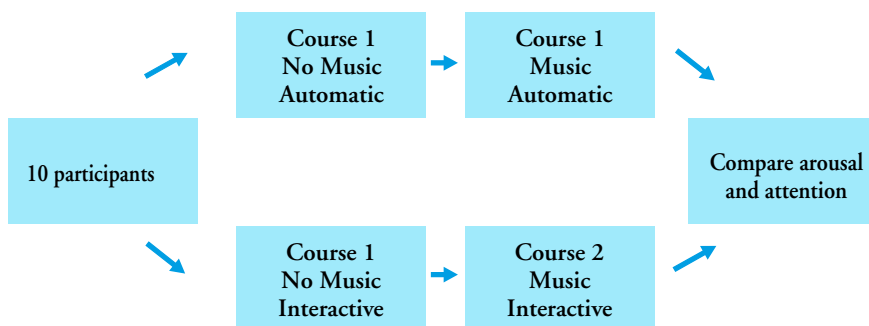 Course 1
No Music
Automatic
Course 1
Music
Automatic
10 participants
Compare arousal
and attention
Course 1
No Music
Interactive
Course 2
Music
Interactive